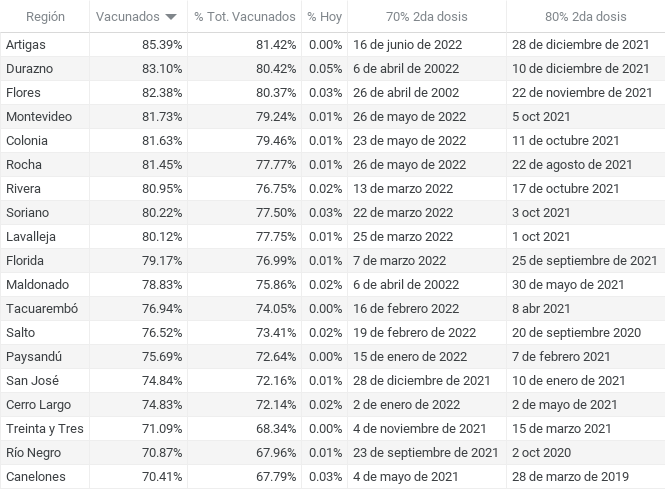 Región Vacunados % Tot. Vacunados % Hoy 70% 2da dosis 80% 2da dosis
Artigas 85.39% 81.42% 0.00% 16 de junio de 2022 28 de diciembre de 2021
Durazno 83.10% 80.42% 0.05% 6 de abril de 20022 10 de diciembre de 2021
Flores 82.38% 80.37% 0.03% 26 de abril de 2002 22 de noviembre de 2021
Montevideo 81.73% 79.24% 0.01% 26 de mayo de 2022 5 oct 2021
Colonia 81.63% 79.46% 0.01% 23 de mayo de 2022 11 de octubre 2021
Rocha 81.45% 77.77% 0.01% 26 de mayo de 2022 22 de agosto de 2021
Rivera 80.95% 76.75% 0.02% 13 de marzo 2022 17 de octubre 2021
Soriano 80.22% 77.50% 0.03% 22 de marzo 2022 3 oct 2021
Lavalleja 80.12% 77.75% 0.01% 25 de marzo 2022 1 oct 2021
Florida 79.17% 76.99% 0.01% 7 de marzo 2022 25 de septiembre de 2021
Maldonado 78.83% 75.86% 0.02% 6 de abril de 20022 30 de mayo de 2021
Tacuarembó 76.94% 74.05% 0.00% 16 de febrero 2022 8 abr 2021
Salto 76.52% 73.41% 0.02% 19 de febrero de 2022 20 de septiembre 2020
Paysandú 75.69% 72.64% 0.00% 15 de enero de 2022 7 de febrero 2021
San José 74.84% 72.16% 0.01% 28 de diciembre de 2021 10 de enero de 2021
Cerro Largo 74.83% 72.14% 0.02% 2 de enero de 2022 2 de mayo de 2021
Treinta y Tres 71.09% 68.34% 0.00% 4 de noviembre de 2021 15 de marzo 2021
Río Negro 70.87% 67.96% 0.01% 23 de septiembre de 2021 2 oct 2020
Canelones 70.41% 67.79% 0.03% 4 de mayo de 2021 28 de marzo de 2019